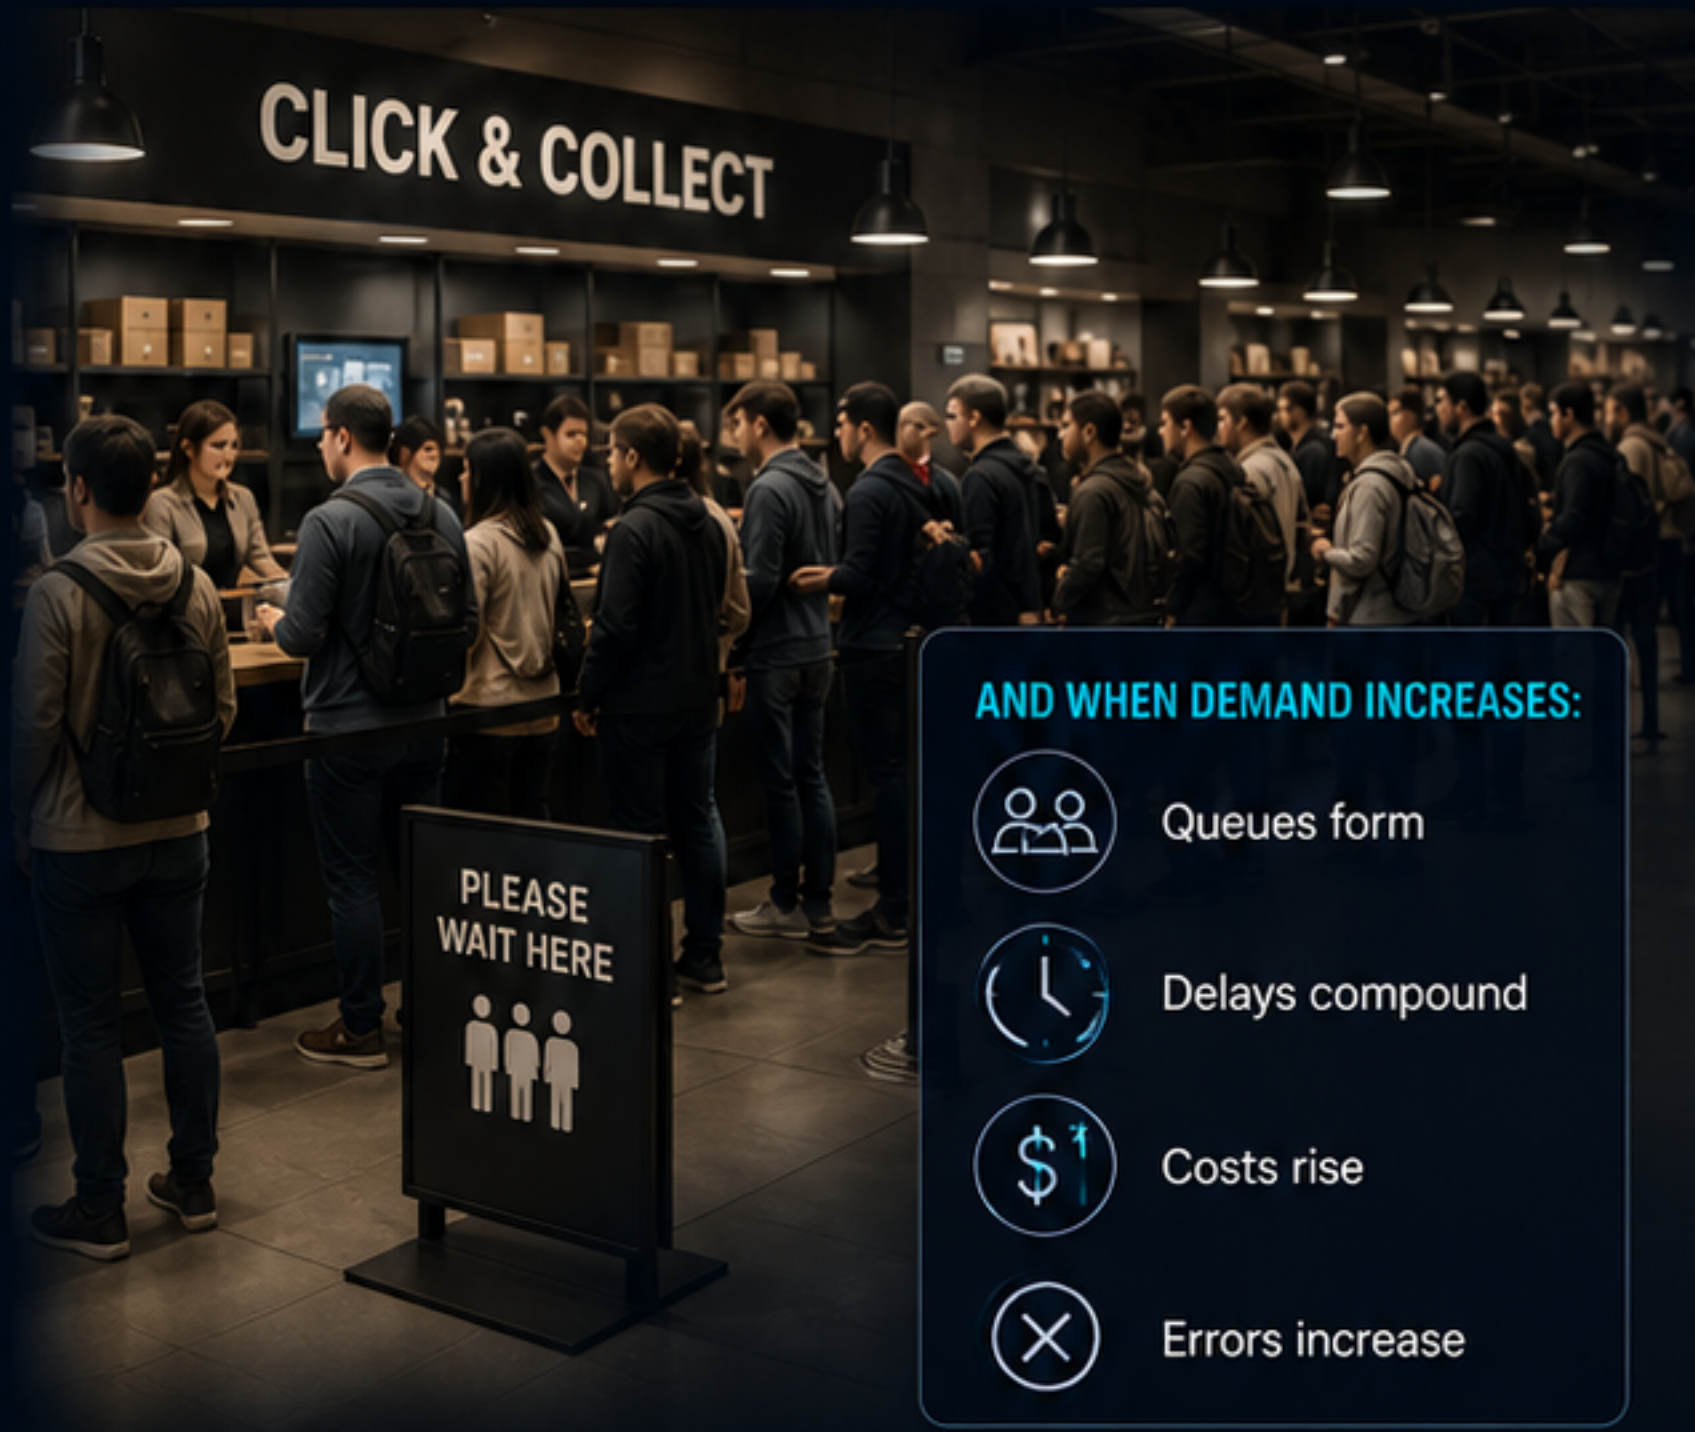 CLICK & COLLECT
PLEASE
WAIT HERE
AND WHEN DEMAND INCREASES:
Queues form
Delays compound
$
Costs rise
Errors increase